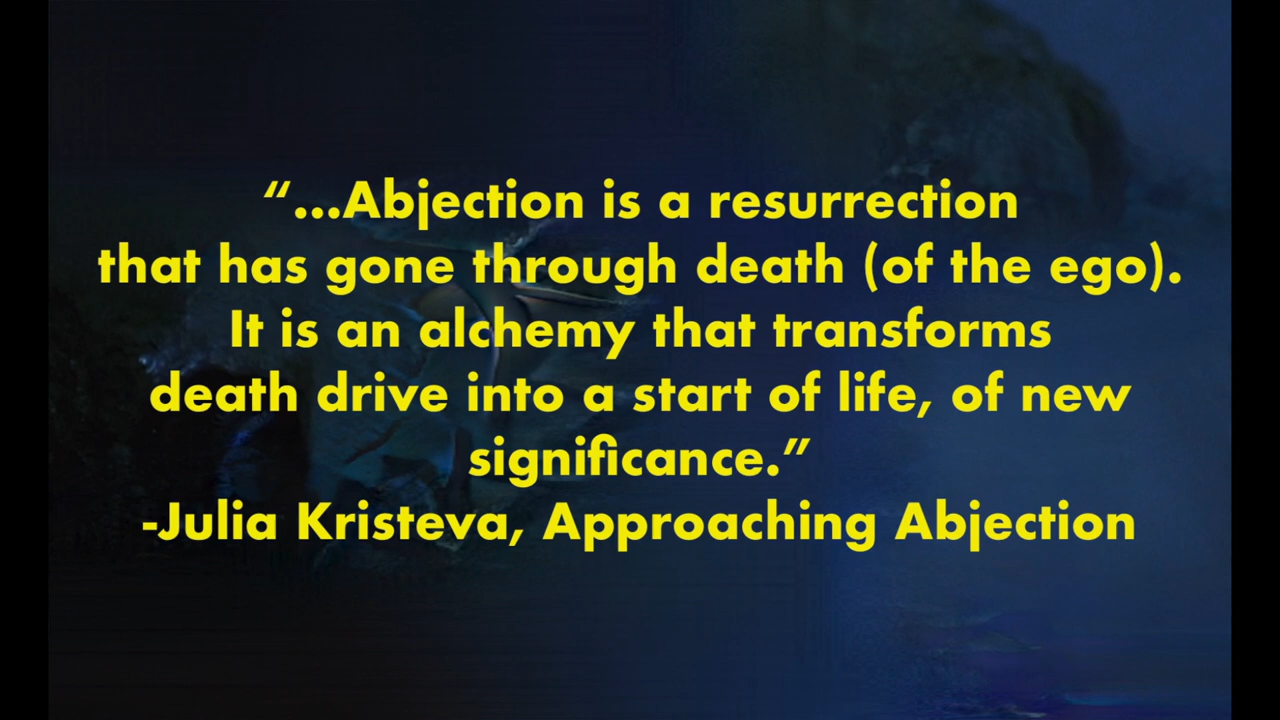 “...Abjection is a resurrection
that has gone through death (of the ego).
It is an alchemy that transforms
death drive into a start of life, of new
significance.”
-Julia Kristeva, Approaching Abjection